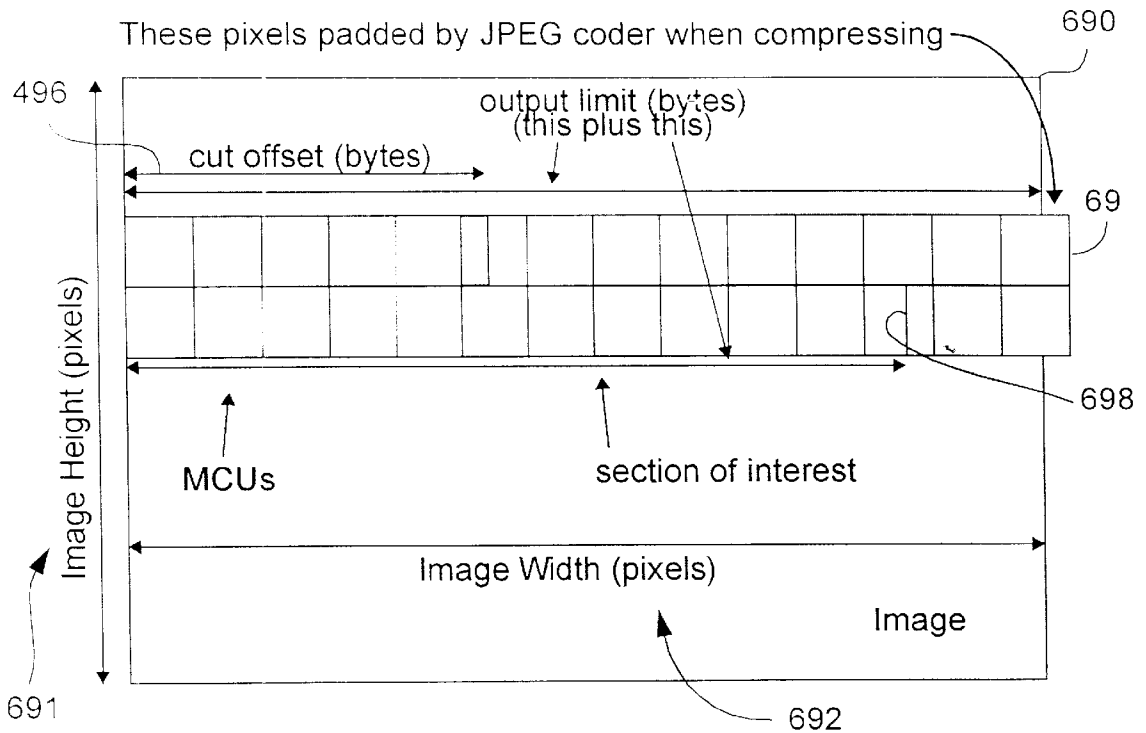 These pixels padded by JPEG coder when compressing
690
496
output limit (bytes)
(this plus this)
cut offset (bytes)
69
Image Height (pixels)
698
MCUs
section of interest
Image Width (pixels)
Image
691
692